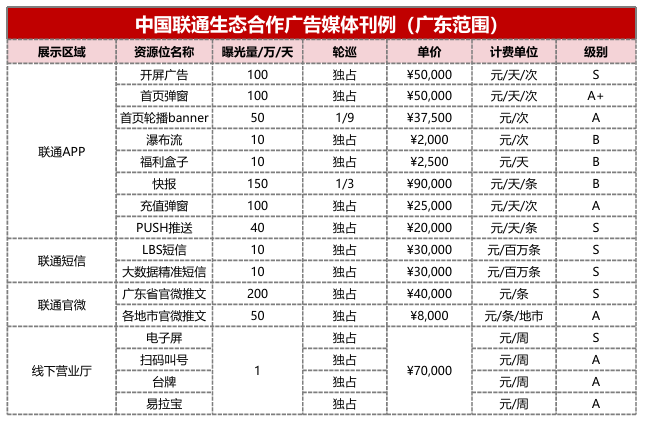 中国联通生态合作广告媒体刊例（广东范围）
展示区域 资源位名称 曝光量/万/天 轮巡 单价 计费单位 级别
联通APP
开屏广告 100 独占 ¥50,000 元/天/次 S
首页弹窗 100 独占 ¥50,000 元/天/次 A+
首页轮播banner 50 1/9 ¥37,500 元/次 A
瀑布流 10 独占 ¥2,000 元/次 B
福利盒子 10 独占 ¥2,500 元/天 B
快报 150 1/3 ¥90,000 元/天/条 B
充值弹窗 100 独占 ¥25,000 元/天/次 A
PUSH推送 40 独占 ¥20,000 元/天/条 S
联通短信
LBS短信 10 独占 ¥30,000 元/百万条 S
大数据精准短信 10 独占 ¥30,000 元/百万条 S
联通官微
广东省官微推文 200 独占 ¥40,000 元/条 S
各地市官微推文 50 独占 ¥8,000 元/条/地市 A
线下营业厅
电子屏 1 独占 ¥70,000 元/周 S
扫码叫号 独占 元/周 A
台牌 独占 元/周 A
易拉宝 独占 元/周 A